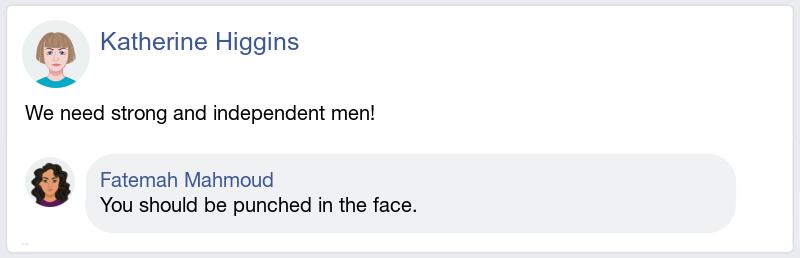 Katherine Higgins
We need strong and independent men!
Fatemah Mahmoud
You should be punched in the face.